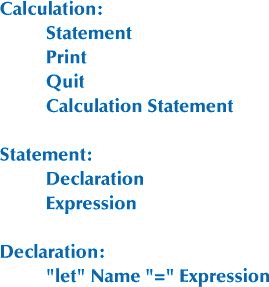 Calculation:
Statement
Print
Quit
Calculation Statement
Statement:
Declaration
Expression
Declaration:
"let" Name "=" Expression